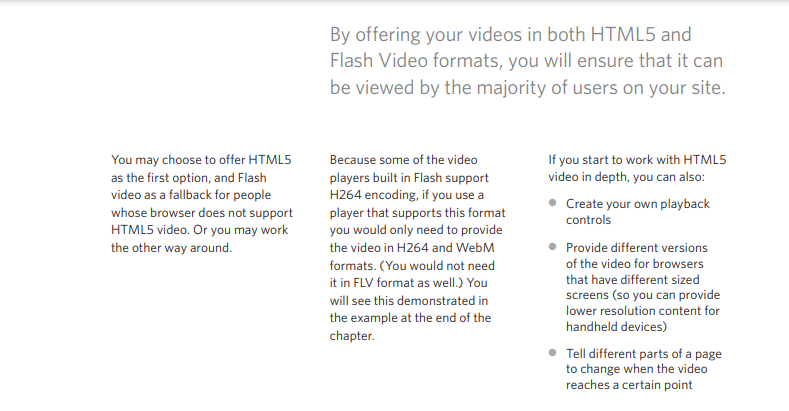 By offering your videos in both HTML5 and
Flash Video formats, you will ensure that it can
be viewed by the majority of users on your site.
You may choose to offer HTML5
as the first option, and Flash
video as a fallback for people
whose browser does not support
HTML5 video. Or you may work
the other way around.
Because some of the video
players built in Flash support
H264 encoding, if you use a
player that supports this format
you would only need to provide
the video in H264 and WebM
formats. (You would not need
it in FLV format as well.) You
will see this demonstrated in
the example at the end of the
chapter.
If you start to work with HTML5
video in depth, you can also:
● Create your own playback
controls
● Provide different versions
of the video for browsers
that have different sized
screens (so you can provide
lower resolution content for
handheld devices)
● Tell different parts of a page
to change when the video
reaches a certain point